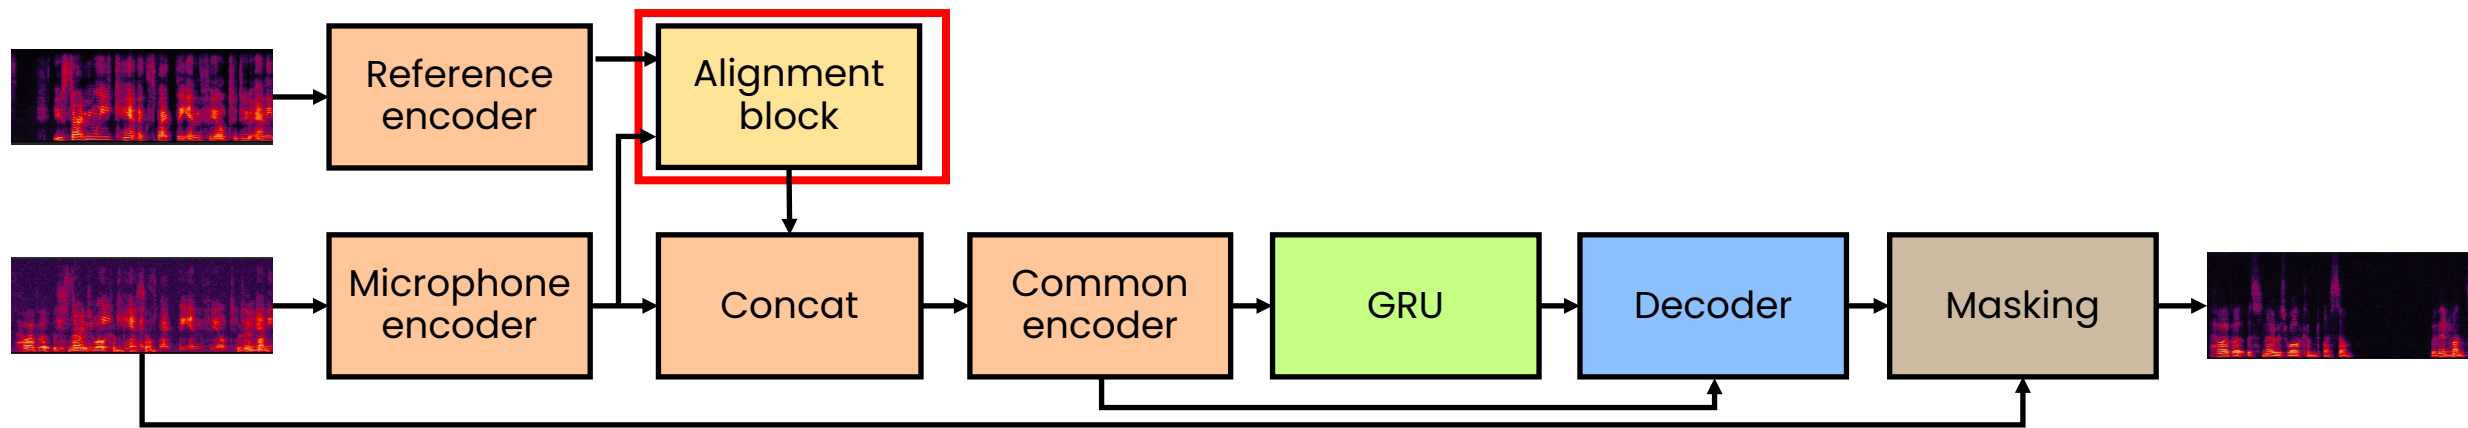 Reference
encoder
Alignment
block
Microphone
encoder
Concat
Common
encoder
GRU
Decoder
Masking